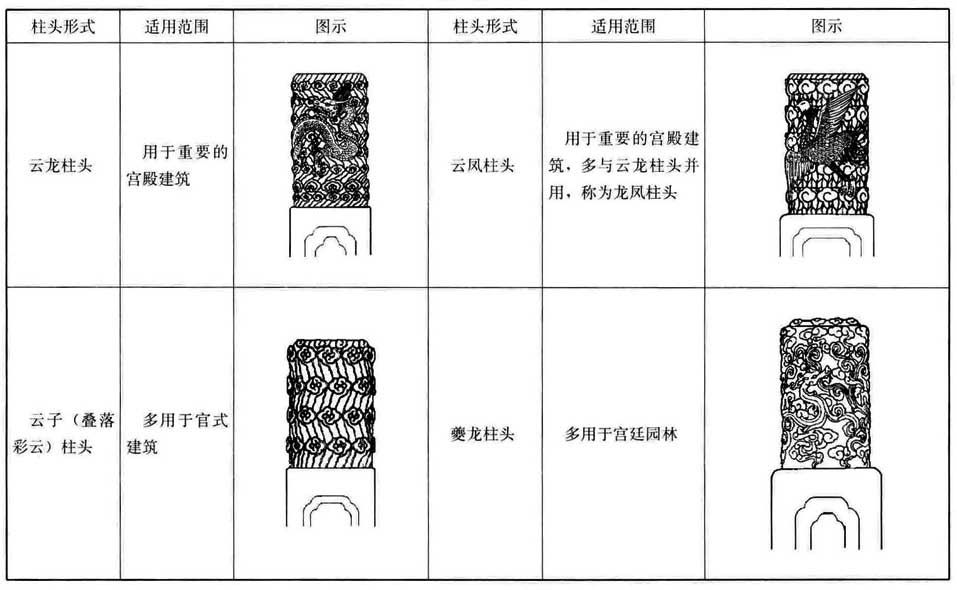 柱头形式 适用范围 图示 柱头形式 适用范围 图示
云龙柱头
用于重要的
宫殿建筑
云凤柱头
用于重要的宫殿建
筑,多与云龙柱头并
用,称为龙凤柱头
云子(叠落
彩云)柱头
多用于官式
建筑
夔龙柱头
多用于宫廷园林